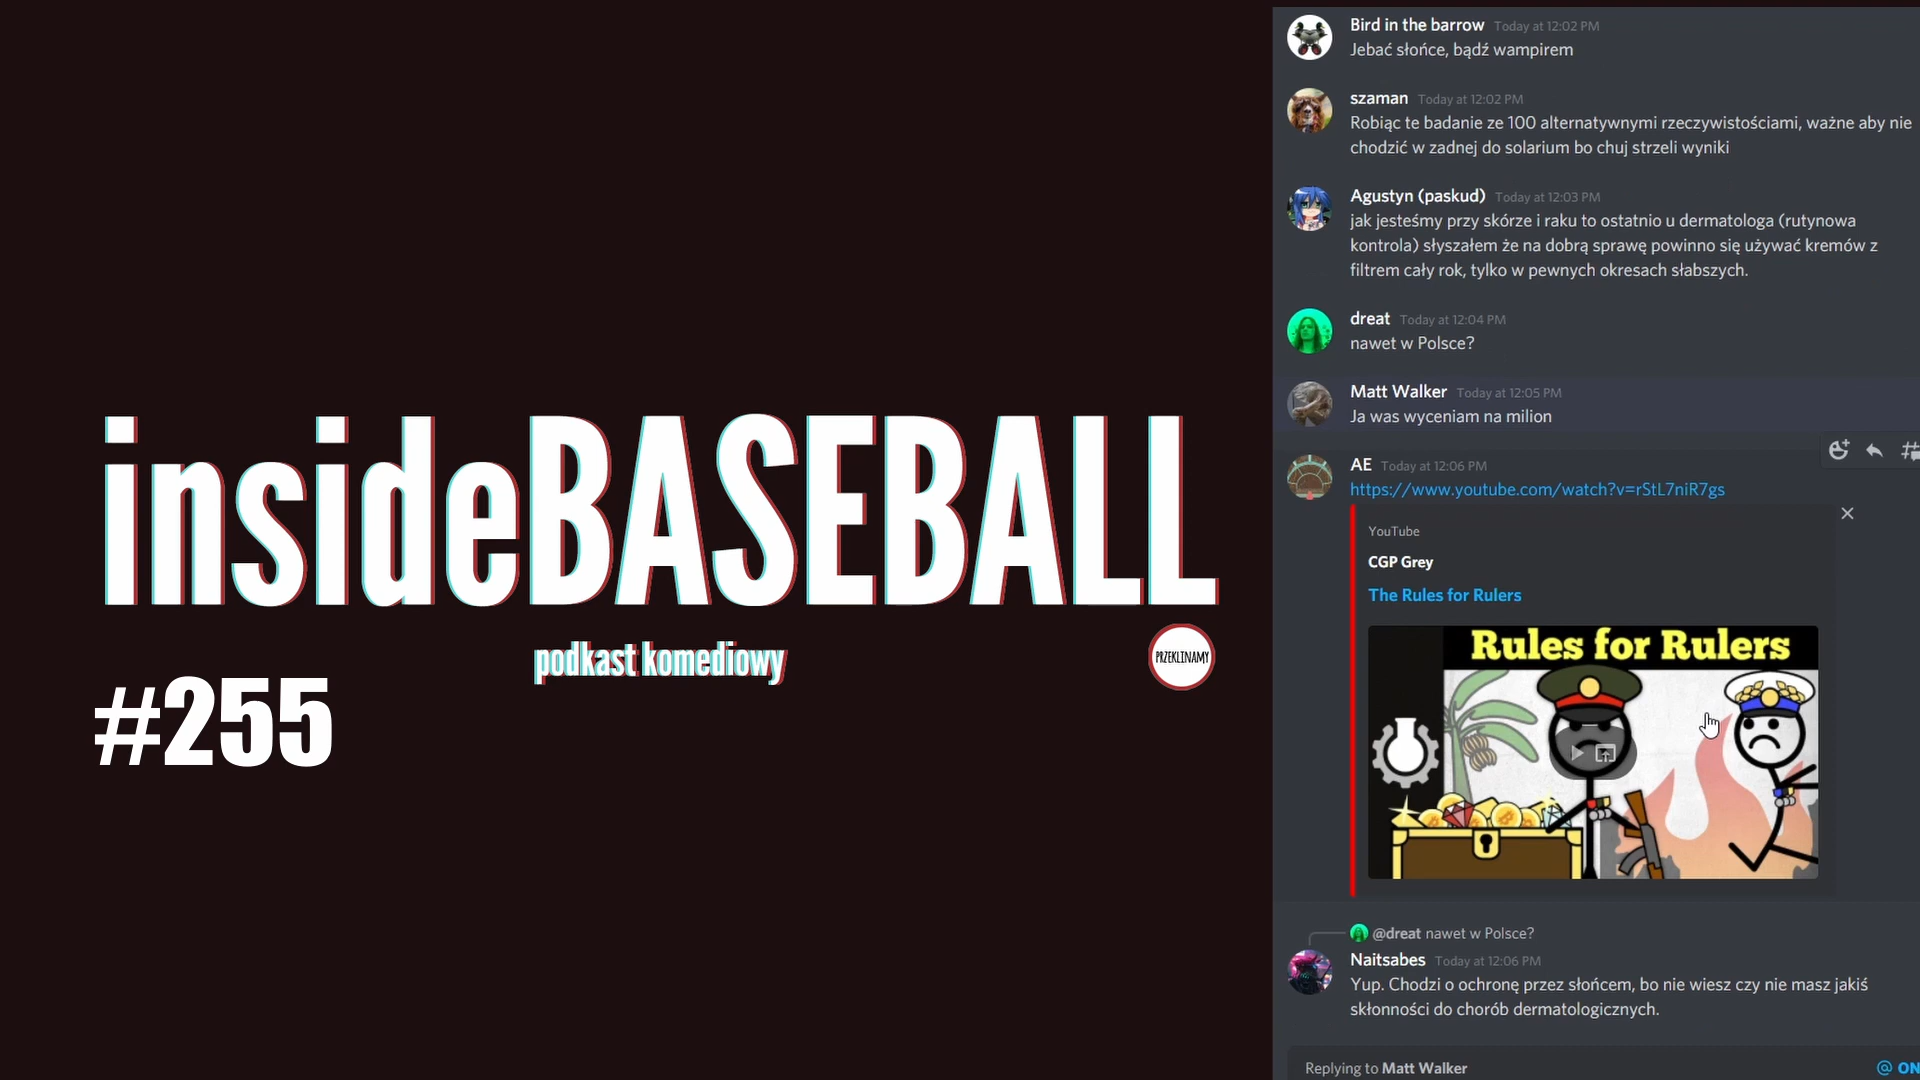 insideBASEBALL
podkast komediowy
PRZEKLINAMY
#255
Bird in the barrow Today at 12:02 PM
Jebać słońce, bądź wampirem
szaman Today at 12:02 PM
Robiąc te badanie ze 100 alternatywnymi rzeczywistościami, ważne aby nie
chodzić w zadnej do solarium bo chuj strzeli wyniki
Agustyn (paskud) Today at 12:03 PM
jak jesteśmy przy skórze i raku to ostatnio u dermatologa (rutynowa
kontrola) słyszałem że na dobrą sprawę powinno się używać kremów z
filtrem cały rok, tylko w pewnych okresach słabszych.
dreat Today at 12:04 PM
nawet w Polsce?
Matt Walker Today at 12:05 PM
Ja was wyceniam na milion
AE Today at 12:06 PM
https://www.youtube.com/watch?v=rStL7niR7gs
YouTube
CGP Grey
The Rules for Rulers
Rules for Rulers
@dreat nawet w Polsce?
Naitsabes Today at 12:06 PM
Yup. Chodzi o ochronę przez słońcem, bo nie wiesz czy nie masz jakiś
skłonności do chorób dermatologicznych.
Replying to Matt Walker @ ON